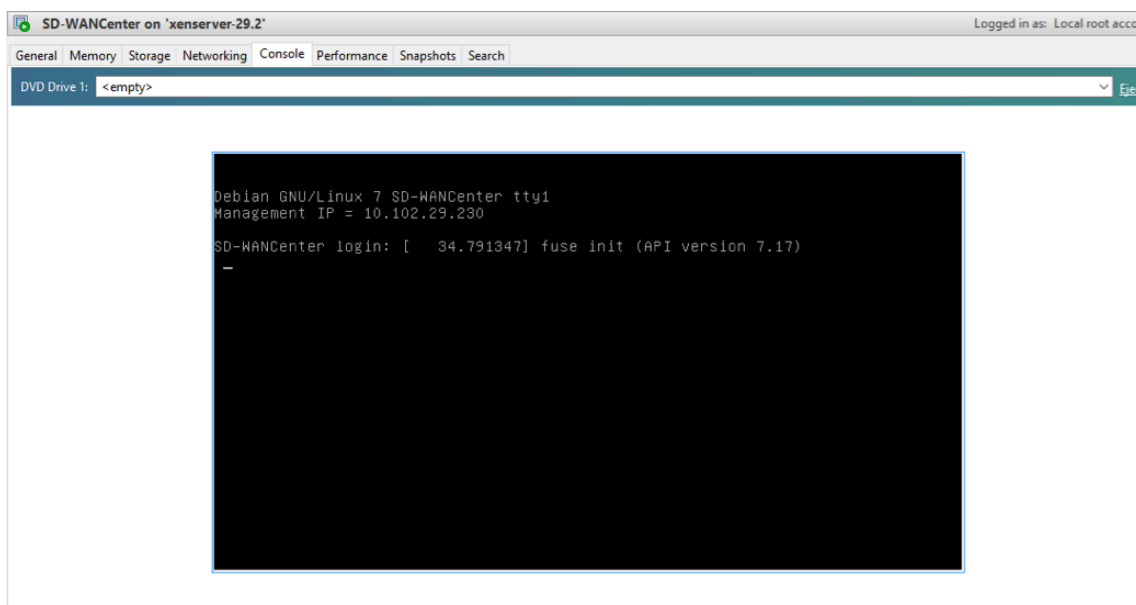 SD-WANCenter on 'xenserver-29.2' Logged in as: Local root acco
General Memory Storage Networking Console Performance Snapshots Search
DVD Drive 1: <empty> Eje
Debian GNU/Linux 7 SD-WANCenter tty1
Management IP = 10.102.29.230
SD-WANCenter login: [   34.791347] fuse init (API version 7.17)